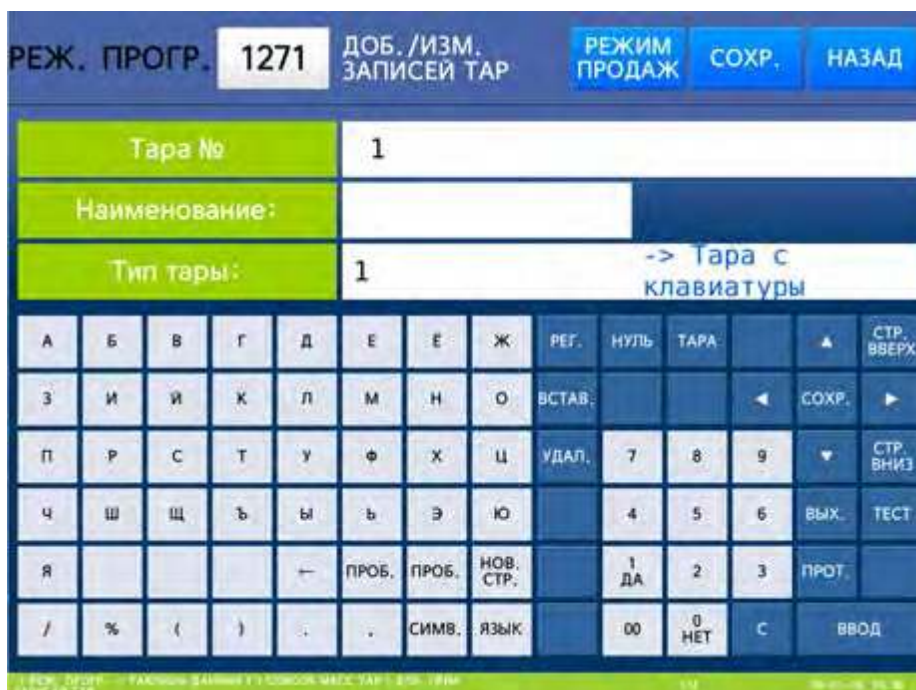 РЕЖ. ПРОГР. 1271 ДОБ./ИЗМ. ЗАПИСЕЙ ТАР РЕЖИМ ПРОДАЖ СОХР. НАЗАД
Тара № 1
Наименование:
Тип тары: 1 -> Тара с клавиатуры
А Б В Г Д Е Ё Ж РЕГ. НУЛЬ ТАРА ▲ СТР. ВВЕРХ
З И Й К Л М Н О ВСТАВ. ◄ СОХР. ►
П Р С Т У Ф Х Ц УДАЛ. 7 8 9 ▼ СТР. ВНИЗ
Ч Ш Щ Ъ Ы Ь Э Ю 4 5 6 ВЫХ. ТЕСТ
Я ← ПРОБ. ПРОБ. НОВ. СТР. 1 ДА 2 3 ПРОТ.
/ % ( ) . , СИМВ. ЯЗЫК 00 0 НЕТ С ВВОД